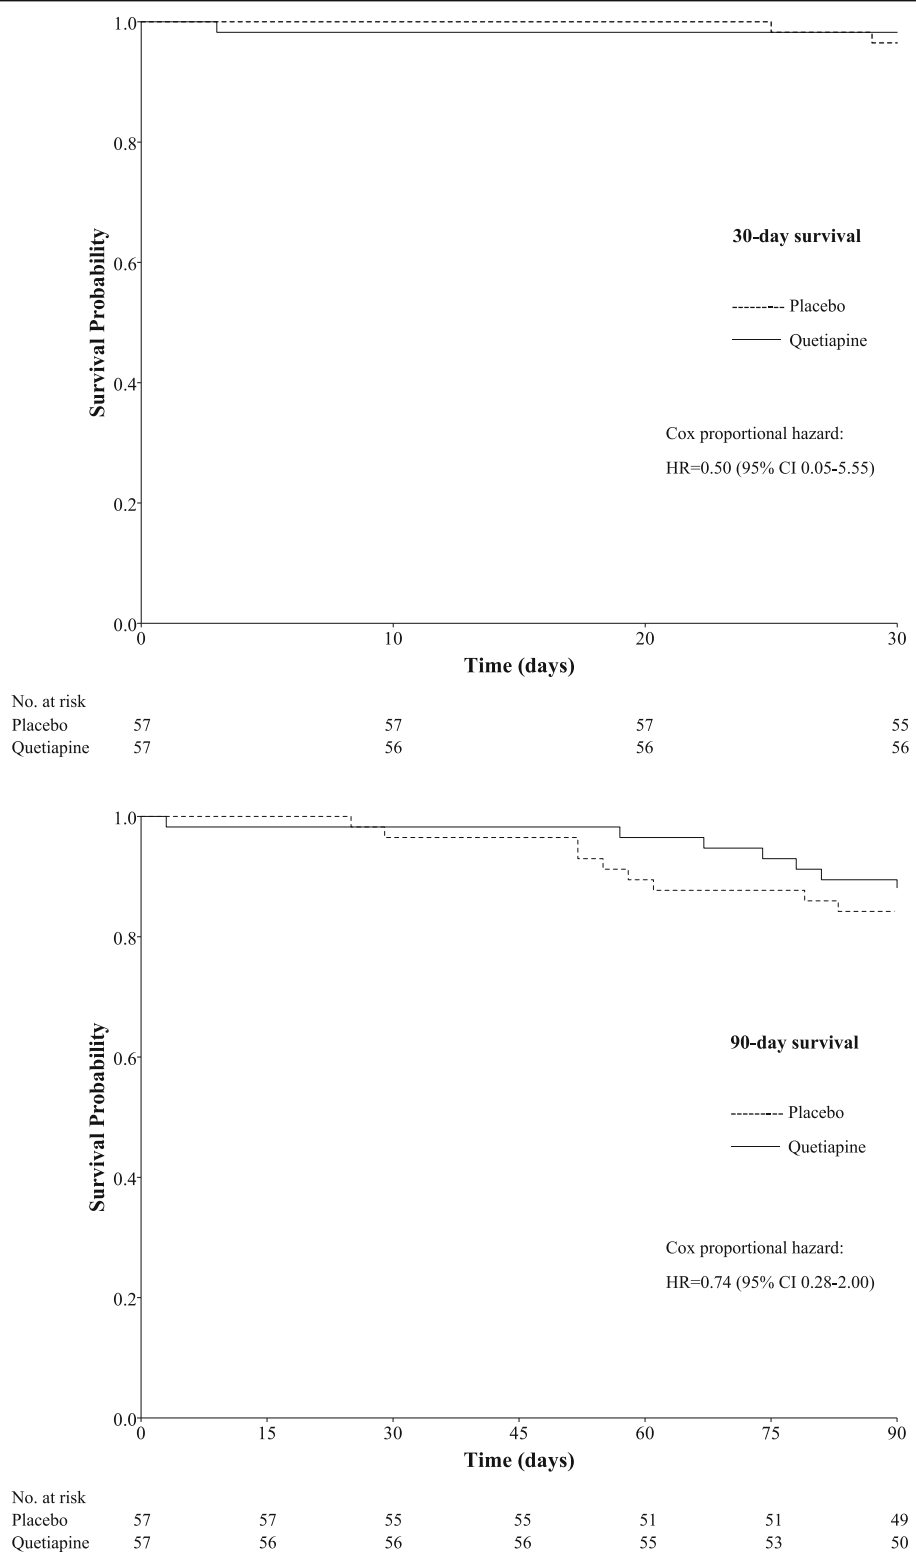 1.0
0.8
0.6
0.4
0.2
0.0
Survival Probability
30-day survival
Placebo
Quetiapine
Cox proportional hazard:
HR=0.50 (95% CI 0.05-5.55)
0 10 20 30
Time (days)
No. at risk
Placebo 57 57 57 55
Quetiapine 57 56 56 56
1.0
0.8
0.6
0.4
0.2
0.0
Survival Probability
90-day survival
Placebo
Quetiapine
Cox proportional hazard:
HR=0.74 (95% CI 0.28-2.00)
0 15 30 45 60 75 90
Time (days)
No. at risk
Placebo 57 57 55 55 51 51 49
Quetiapine 57 56 56 56 55 53 50